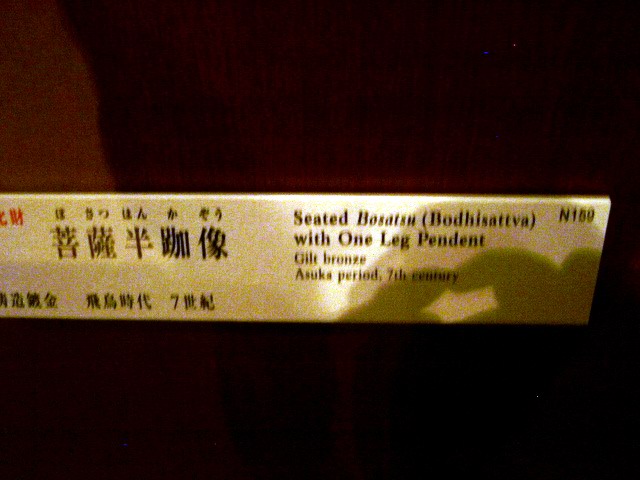 化財
ぼ さつ はん か ぞう
菩薩半跏像
銅造鍍金 飛鳥時代 7世紀
Seated Bosatsu (Bodhisattva)
with One Leg Pendent
Gilt bronze
Asuka period, 7th century
N159